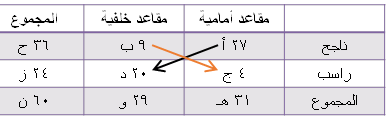 مقاعد أمامية مقاعد خلفية المجموع
ناجح ٢٧ أ ٩ ب ٣٦ ح
راسب ٤ ج ٢٠ د ٢٤ ز
المجموع ٣١ هـ ٢٩ و ٦٠ ن